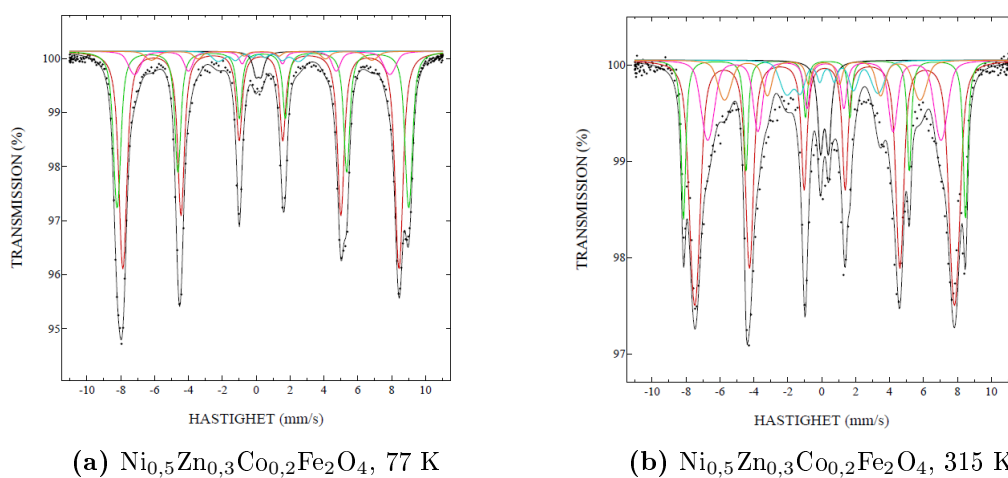 100
99
98
97
96
95
TRANSMISSION (%)
-10 -8 -6 -4 -2 0 2 4 6 8 10
HASTIGHET (mm/s)
(a) Ni0,5Zn0,3Co0,2Fe2O4, 77 K
100
99
98
97
TRANSMISSION (%)
-10 -8 -6 -4 -2 0 2 4 6 8 10
HASTIGHET (mm/s)
(b) Ni0,5Zn0,3Co0,2Fe2O4, 315 K